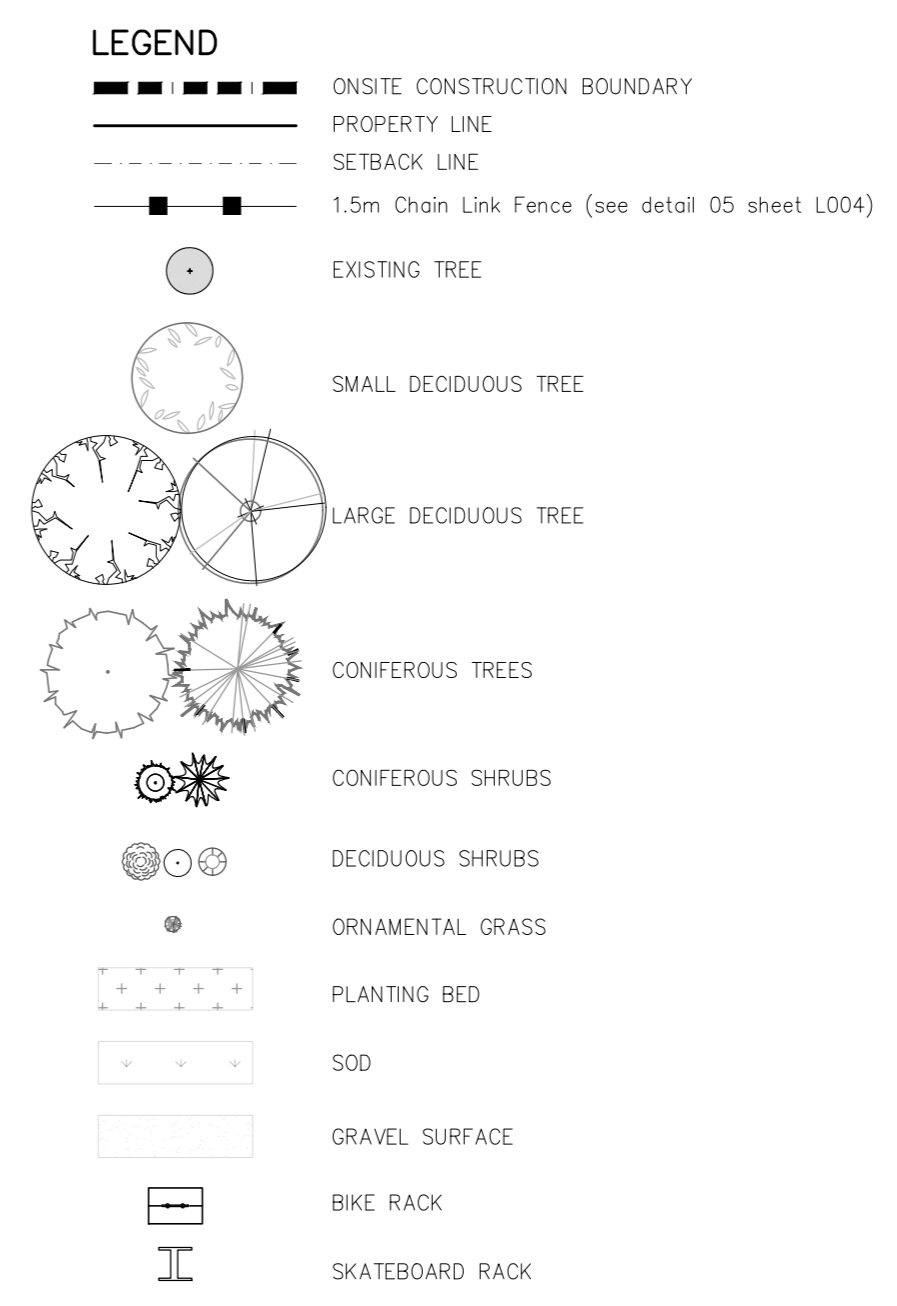 LEGEND
ONSITE CONSTRUCTION BOUNDARY
PROPERTY LINE
SETBACK LINE
1.5m Chain Link Fence (see detail 05 sheet L004)
EXISTING TREE
SMALL DECIDUOUS TREE
LARGE DECIDUOUS TREE
CONIFEROUS TREES
CONIFEROUS SHRUBS
DECIDUOUS SHRUBS
ORNAMENTAL GRASS
PLANTING BED
SOD
GRAVEL SURFACE
BIKE RACK
SKATEBOARD RACK